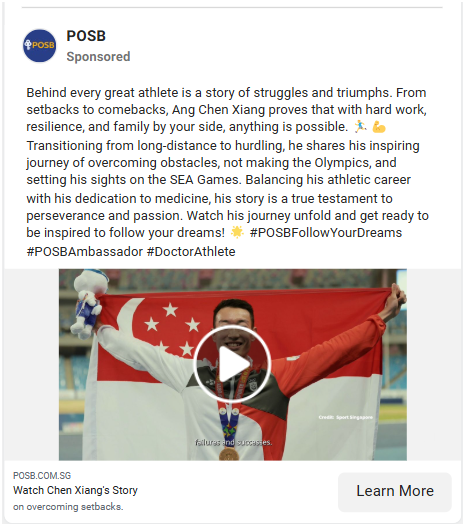 POSB
POSB
Sponsored
Behind every great athlete is a story of struggles and triumphs. From
setbacks to comebacks, Ang Chen Xiang proves that with hard work,
resilience, and family by your side, anything is possible. 🏃‍♂️ 💪
Transitioning from long-distance to hurdling, he shares his inspiring
journey of overcoming obstacles, not making the Olympics, and
setting his sights on the SEA Games. Balancing his athletic career
with his dedication to medicine, his story is a true testament to
perseverance and passion. Watch his journey unfold and get ready to
be inspired to follow your dreams! 🌟 #POSBFollowYourDreams
#POSBAmbassador #DoctorAthlete
Credit: Sport Singapore
failures and successes.
POSB.COM.SG
Watch Chen Xiang's Story
on overcoming setbacks.
Learn More